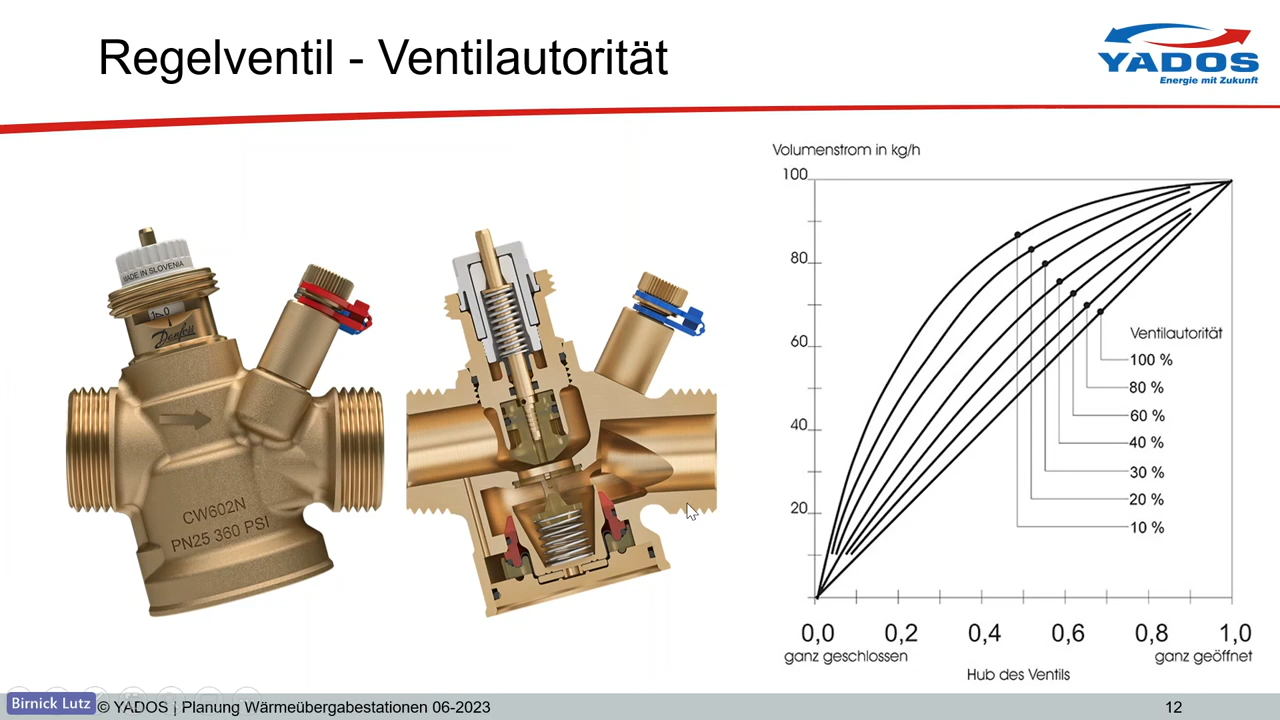 Regelventil - Ventilautorität
YADOS
Energie mit Zukunft
MADE IN SLOVENIA
Danfoss
CW602N
PN25 360 PSI
Volumenstrom in kg/h
100
80
60
40
20
Ventilautorität
100 %
80 %
60 %
40 %
30 %
20 %
10 %
0,0 0,2 0,4 0,6 0,8 1,0
ganz geschlossen ganz geöffnet
Hub des Ventils
Birnick Lutz
© YADOS | Planung Wärmeübergabestationen 06-2023
12